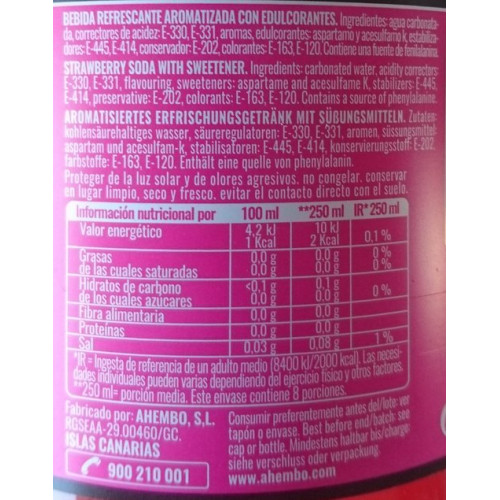 BEBIDA REFRESCANTE AROMATIZADA CON EDULCORANTES. Ingredientes: agua carbonata-
da, correctores de acidez: E-330, E-331, aromas, edulcorantes: aspartamo y acesulfamo k, estabiliza-
dores: E-445, E-414, conservador: E-202, colorantes: E-163, E-120. Contiene una fuente de fenilalanina.
STRAWBERRY SODA WITH SWEETENER. Ingredients: carbonated water, acidity correctors:
E-330, E-331, flavouring, sweeteners: aspartame and acesulfame K, stabilizers: E-445,
E-414, preservative: E-202, colorants: E-163, E-120. Contains a source of phenylalanine.
AROMATISIERTES ERFRISCHUNGSGETRÄNK MIT SÜßUNGSMITTELN. Zutaten:
kohlensäurehaltiges wasser, säureregulatoren: E-330, E-331, aromen, süssungsmittel:
aspartam und acesulfam-k, stabilisatoren: E-445, E-414, konservierungsstoff: E-202,
farbstoffe: E-163, E-120. Enthält eine quelle von phenylalanin.
Proteger de la luz solar y de olores agresivos. no congelar. conservar
en lugar limpio, seco y fresco. evitar el contacto directo con el suelo.
Información nutricional por 100 ml **250 ml IR* 250 ml
Valor energético 4,2 kJ 10 kJ 0,1 %
1 Kcal 2 Kcal
Grasas 0,0 g 0,0 g 0 %
de las cuales saturadas 0,0 g 0,0 g 0 %
Hidratos de carbono <0,1 g 0,1 g 0 %
de los cuales azúcares 0,0 g 0,0 g
Fibra alimentaria 0,0 g 0,0 g
Proteínas 0,0 g 0,0 g
Sal 0,03 g 0,08 g 1 %
*IR = Ingesta de referencia de un adulto medio (8400 kJ/2000 kcal). Las necesi-
dades individuales pueden varias dependiendo del ejercicio físico y otros factores.
**250 ml= porción media. Este envase contiene 8 porciones.
Fabricado por: AHEMBO, S,L.
RGSEAA-29.00460/GC.
ISLAS CANARIAS
900 210 001
Consumir preferentemente antes del/lote: ver
tapón o envase. Best before end/batch: see
cap or bottle. Mindestens haltbar bis/charge:
siehe verschluss oder verpackung.
www.ahembo.com